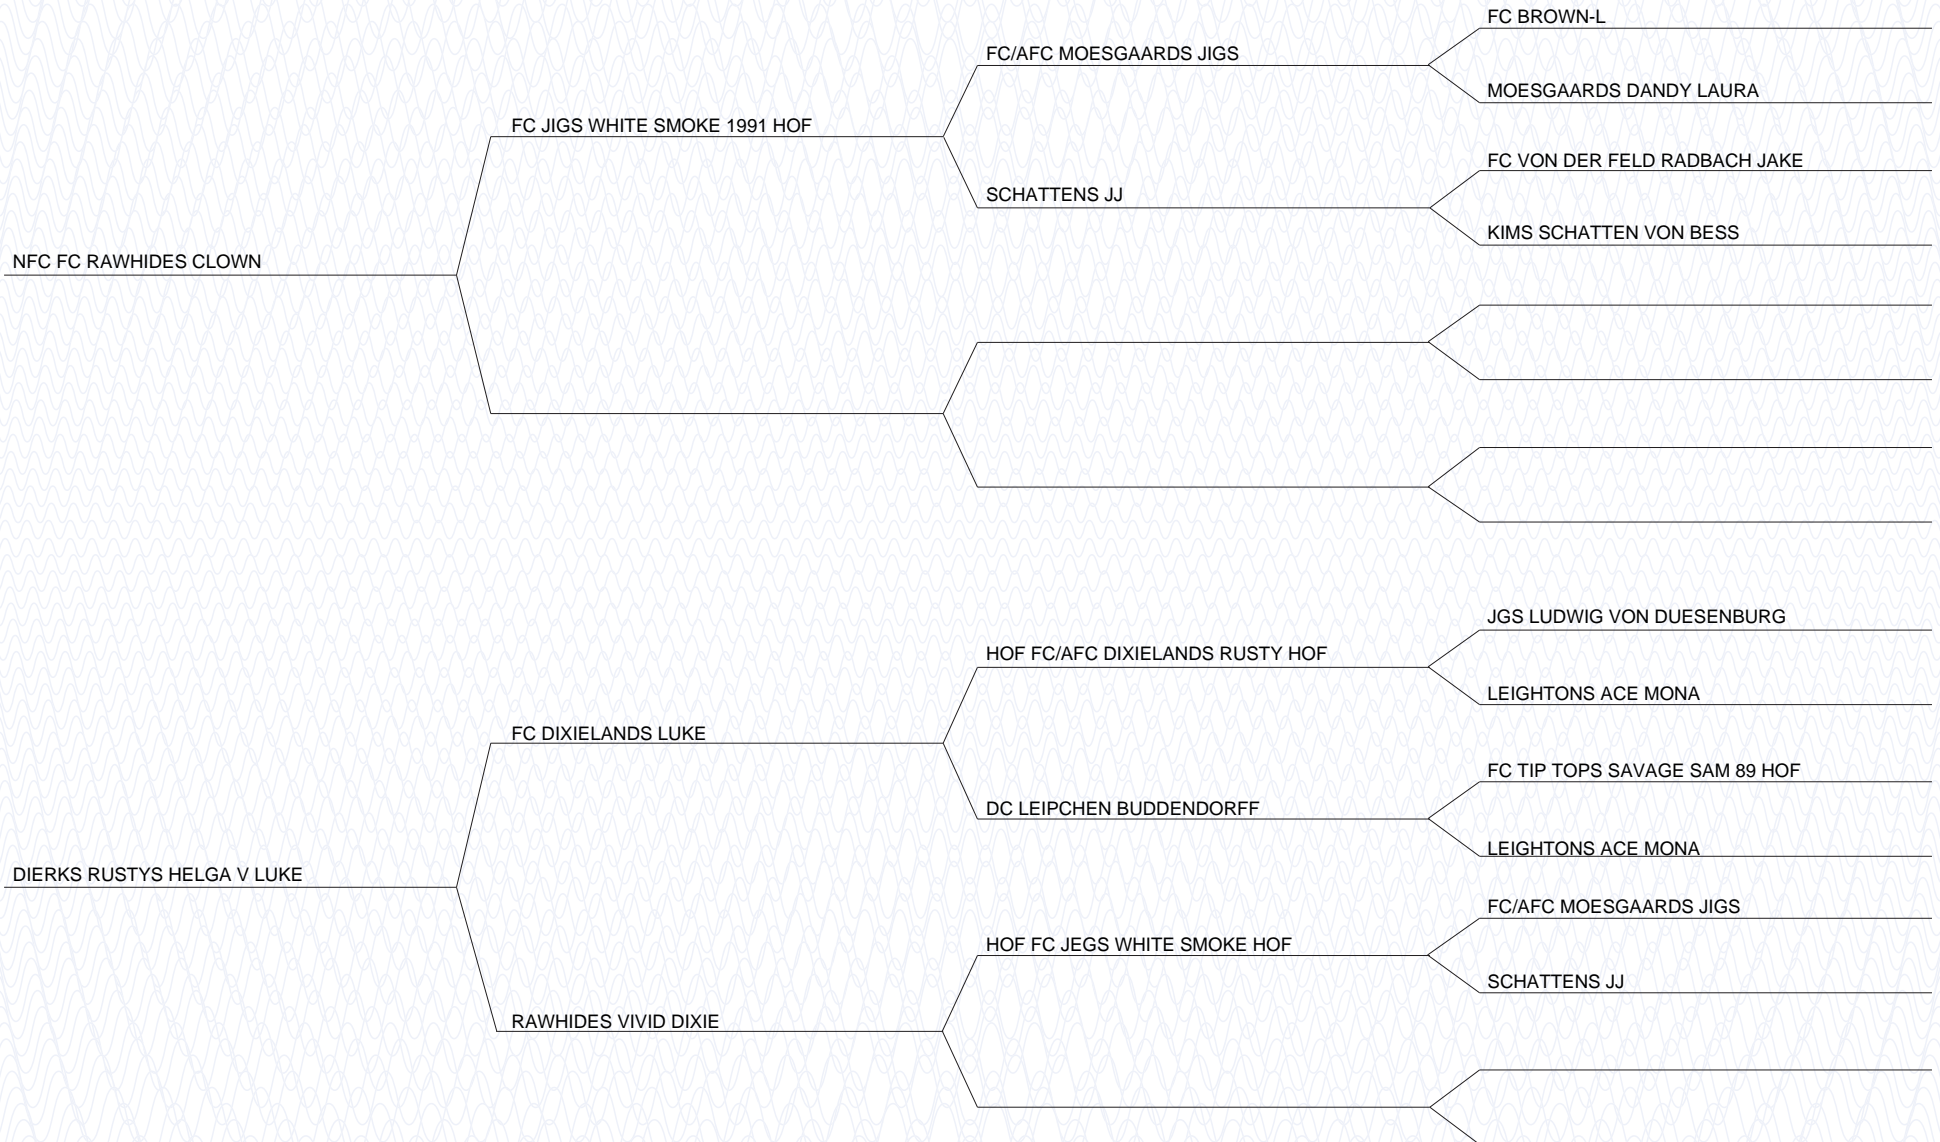 FC BROWN-L
FC/AFC MOESGAARDS JIGS
MOESGAARDS DANDY LAURA
FC JIGS WHITE SMOKE 1991 HOF
FC VON DER FELD RADBACH JAKE
SCHATTENS JJ
KIMS SCHATTEN VON BESS
NFC FC RAWHIDES CLOWN
JGS LUDWIG VON DUESENBURG
HOF FC/AFC DIXIELANDS RUSTY HOF
LEIGHTONS ACE MONA
FC DIXIELANDS LUKE
FC TIP TOPS SAVAGE SAM 89 HOF
DC LEIPCHEN BUDDENDORFF
LEIGHTONS ACE MONA
DIERKS RUSTYS HELGA V LUKE
FC/AFC MOESGAARDS JIGS
HOF FC JEGS WHITE SMOKE HOF
SCHATTENS JJ
RAWHIDES VIVID DIXIE